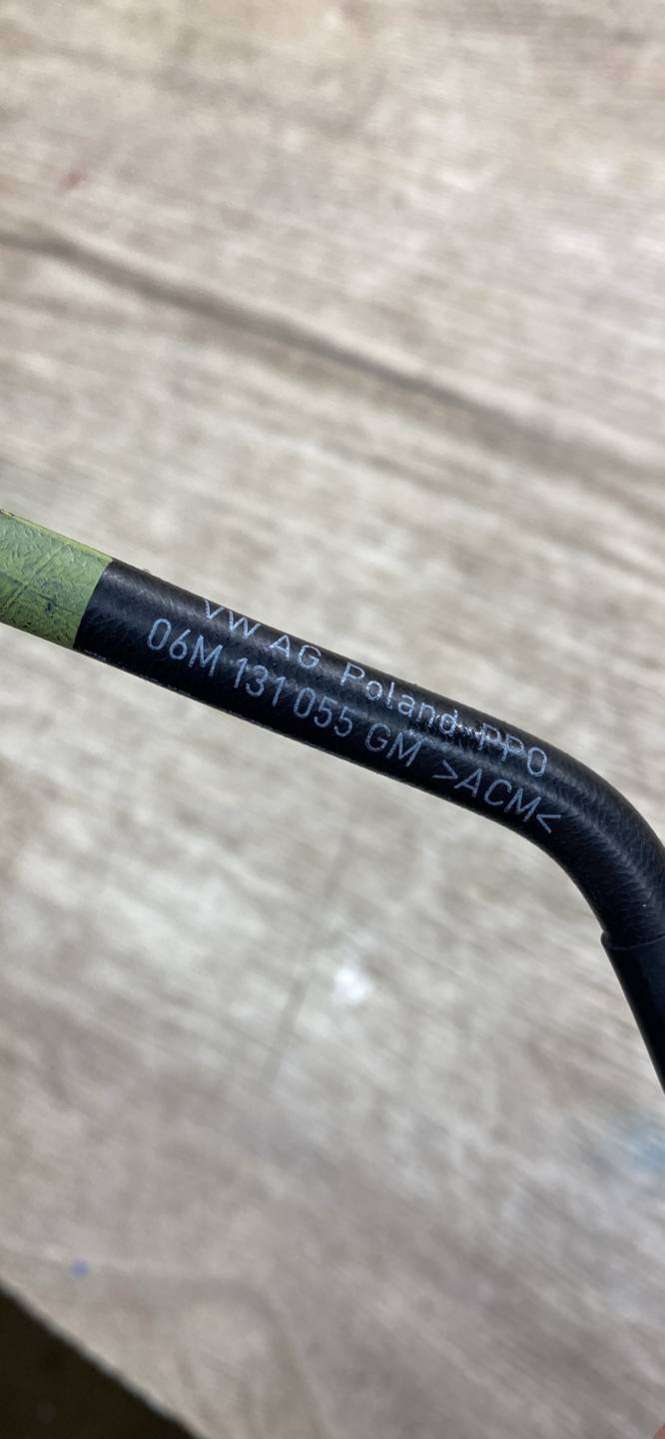 VW AG Poland PPO
06M 131 055 GM >ACM<